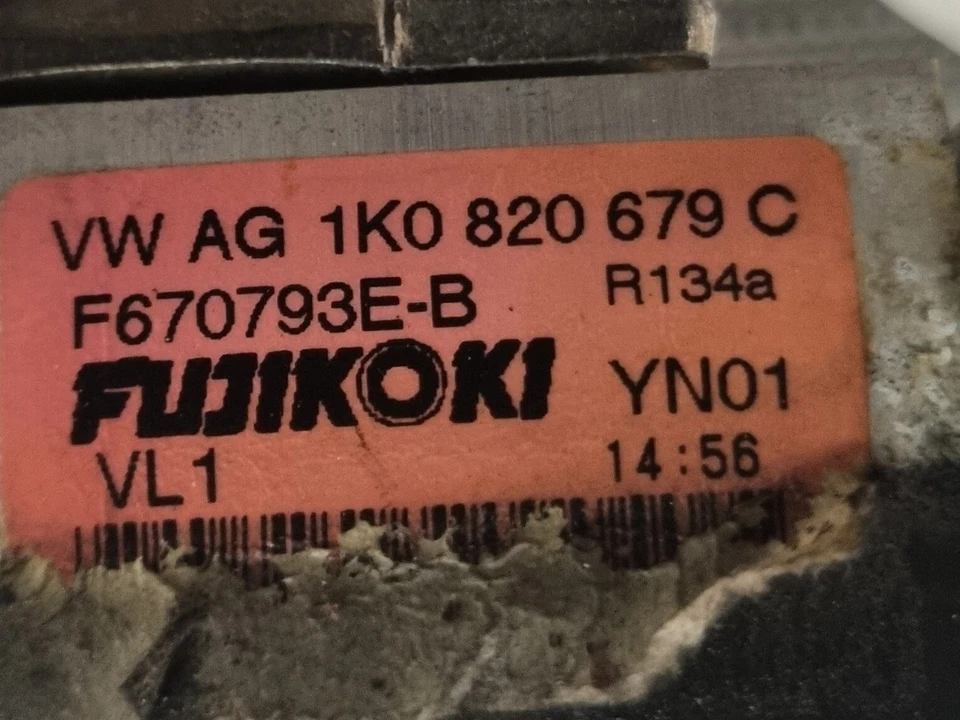 VW AG 1K0 820 679 C
F670793E-B R134a
FUJIKOKI YN01
VL1 14:56